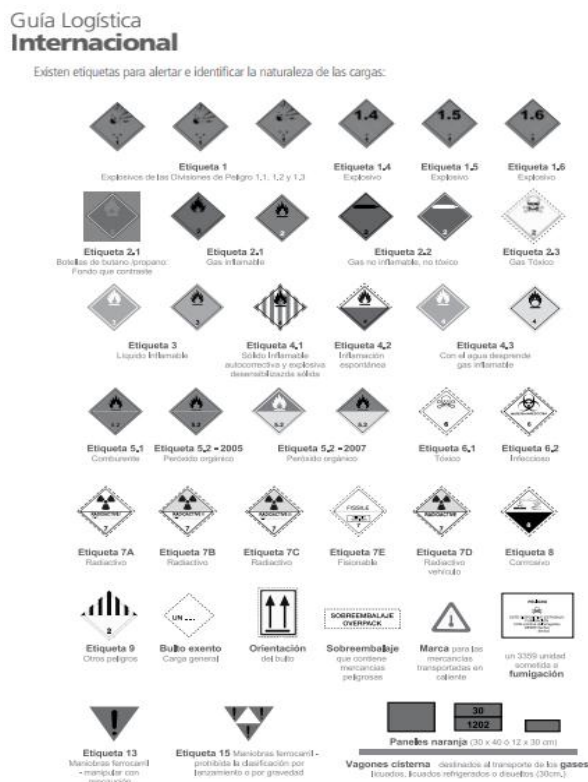 Guía Logística
Internacional
Existen etiquetas para alertar e identificar la naturaleza de las cargas:
1.4 1.5 1.6
Etiqueta 1
Explosivos de las Divisiones de Peligro 1,1, 1,2 y 1,3
Etiqueta 1.4
Explosivo
Etiqueta 1.5
Explosivo
Etiqueta 1.6
Explosivo
Etiqueta 2.1
Botellas de butano /propano:
Fondo que contraste
Etiqueta 2.1
Gas inflamable
Etiqueta 2.2
Gas no inflamable, no tóxico
Etiqueta 2.3
Gas Tóxico
Etiqueta 3
Líquido Inflamable
Etiqueta 4.1
Sólido Inflamable
autocorrectiva y explosiva
desensibilizazda sólida
Etiqueta 4.2
Inflamación
espontánea
Etiqueta 4.3
Con el agua desprende
gas inflamable
5.2 5.2 5.2
Etiqueta 5.1
Comburente
Etiqueta 5.2 - 2005
Peróxido orgánico
Etiqueta 5.2 - 2007
Peróxido orgánico
Etiqueta 6.1
Tóxico
Etiqueta 6.2
Infeccioso
FISSILE
Etiqueta 7A
Radiactivo
Etiqueta 7B
Radiactivo
Etiqueta 7C
Radiactivo
Etiqueta 7E
Fisionable
Etiqueta 7D
Radiactivo
vehículo
Etiqueta 8
Corrosivo
UN
SOBREEMBALAJE
OVERPACK
Etiqueta 9
Otros peligros
Bulto exento
Carga general
Orientación
del bulto
Sobreembalaje
que contiene
mercancías
peligrosas
Marca para las
mercancías
transportadas en
caliente
un 3359 unidad
sometida a
fumigación
30
1202
Etiqueta 13
Maniobras ferrocarril
- manipular con
Etiqueta 15 Maniobras ferrocarril -
prohibida la clasificación por
lanzamiento o por gravedad
Paneles naranja (30 x 40 ó 12 x 30 cm)
Vagones cisterna destinados al transporte de los gases
licuados, licuados refrigerados o disueltos (30cm.)